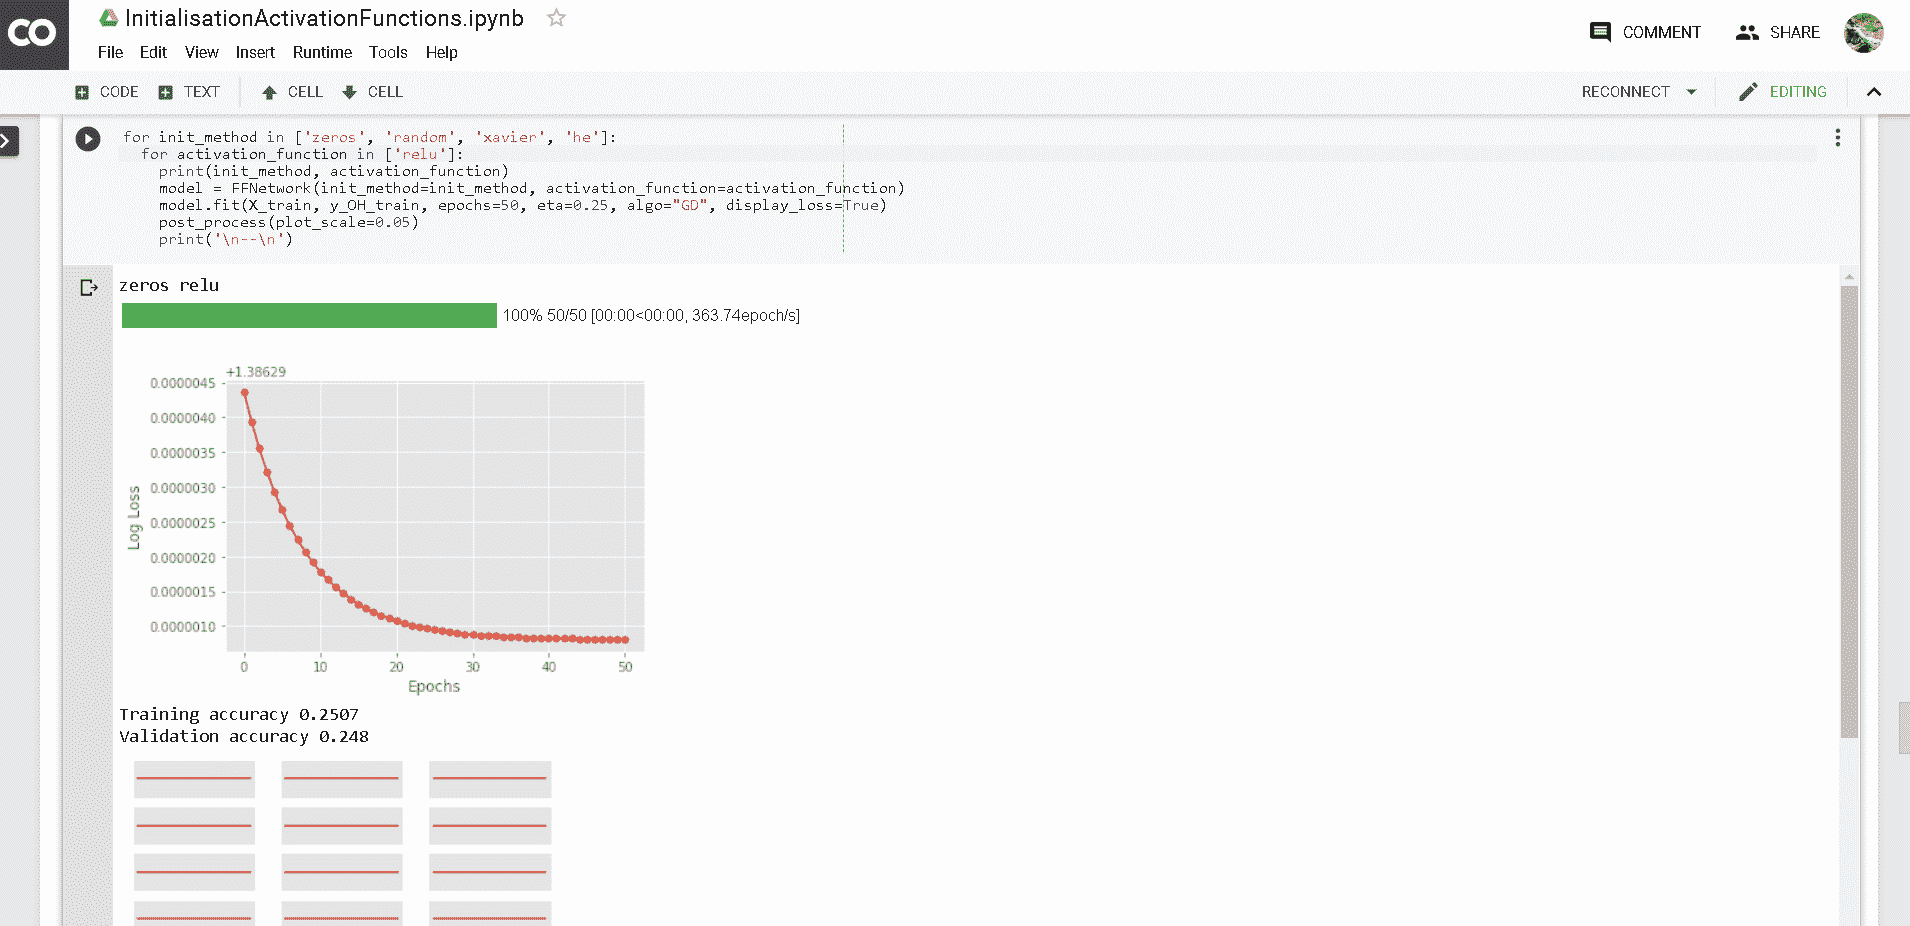 CO InitialisationActivationFunctions.ipynb
File Edit View Insert Runtime Tools Help
COMMENT SHARE
CODE TEXT CELL CELL RECONNECT EDITING
for init_method in ['zeros', 'random', 'xavier', 'he']:
  for activation_function in ['relu']:
    print(init_method, activation_function)
    model = FFNetwork(init_method=init_method, activation_function=activation_function)
    model.fit(X_train, y_OH_train, epochs=50, eta=0.25, algo="GD", display_loss=True)
    post_process(plot_scale=0.05)
    print('\n--\n')
zeros relu
100% 50/50 [00:00<00:00, 363.74epoch/s]
+1.38629
0.0000045
0.0000040
0.0000035
0.0000030
0.0000025
0.0000020
0.0000015
0.0000010
Log Loss
0 10 20 30 40 50
Epochs
Training accuracy 0.2507
Validation accuracy 0.248